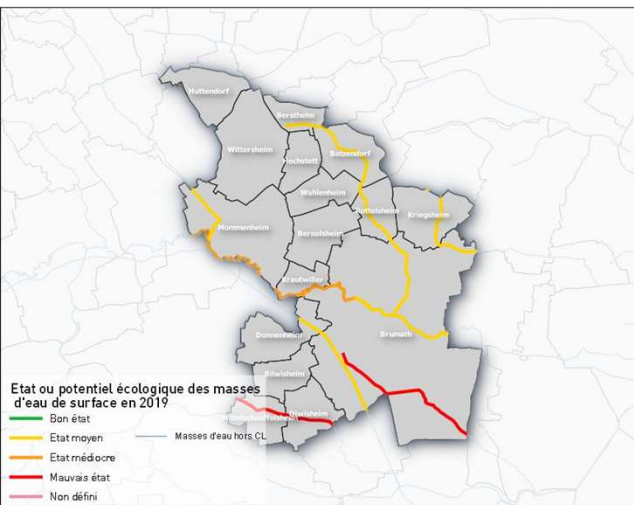 Huttendorf
Berstheim
Wittersheim
Hochstett
Batzendorf
Wahlenheim
Rottelsheim
Kriegsheim
Mommenheim
Bernolsheim
Krautwiller
Donnenheim
Brumath
Bilwisheim
Olwisheim
Etat ou potentiel écologique des masses
d'eau de surface en 2019
Bon état
Etat moyen
Masses d'eau hors CL
Etat médiocre
Mauvais état
Non défini